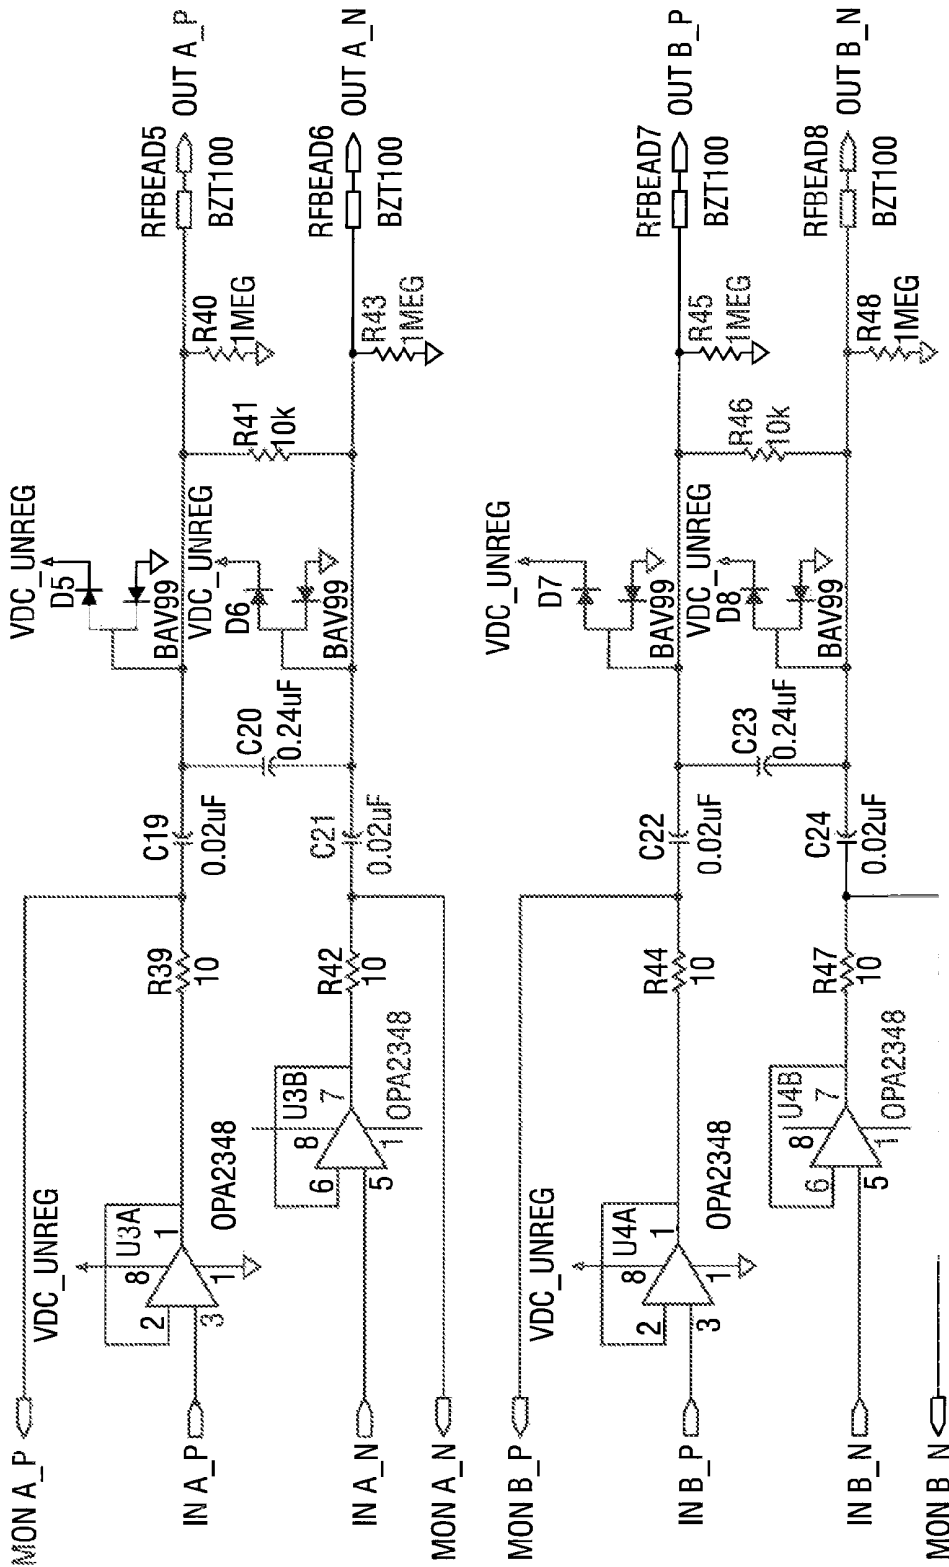 MON A_P
VDC_UNREG
U3A
8
2
3
1
1
OPA2348
IN A_P
R39
10
C19
0.02uF
VDC_UNREG
D5
BAV99
R40
1MEG
RFBEAD5
BZT100
OUT A_P
IN A_N
U3B
8
6
5
7
1
OPA2348
R42
10
C20
0.24uF
C21
0.02uF
VDC_UNREG
D6
BAV99
R41
10k
R43
1MEG
RFBEAD6
BZT100
OUT A_N
MON A_N
MON B_P
VDC_UNREG
U4A
8
2
3
1
1
OPA2348
IN B_P
R44
10
C22
0.02uF
VDC_UNREG
D7
BAV99
R45
1MEG
RFBEAD7
BZT100
OUT B_P
IN B_N
U4B
8
6
5
7
1
OPA2348
R47
10
C23
0.24uF
C24
0.02uF
VDC_UNREG
D8
BAV99
R46
10k
R48
1MEG
RFBEAD8
BZT100
OUT B_N
MON B_N